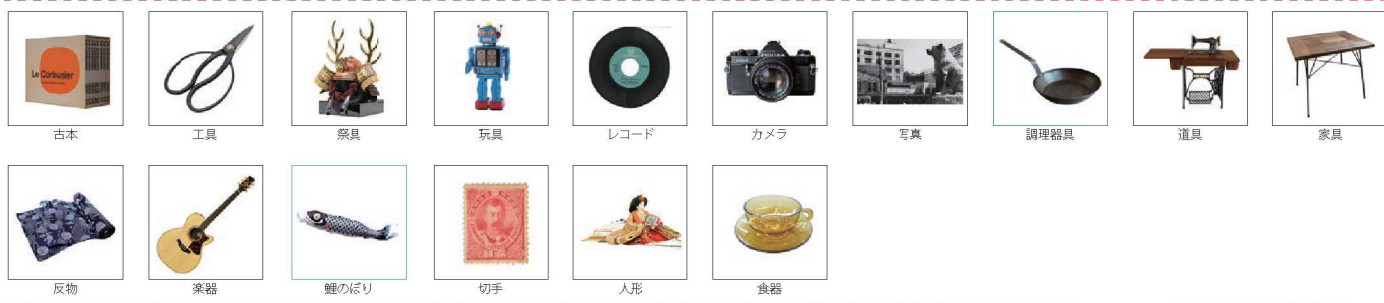 Le Corbusier
古本
工具
祭具
玩具
レコード
カメラ
写真
調理器具
道具
家具
反物
楽器
鯉のぼり
切手
人形
食器